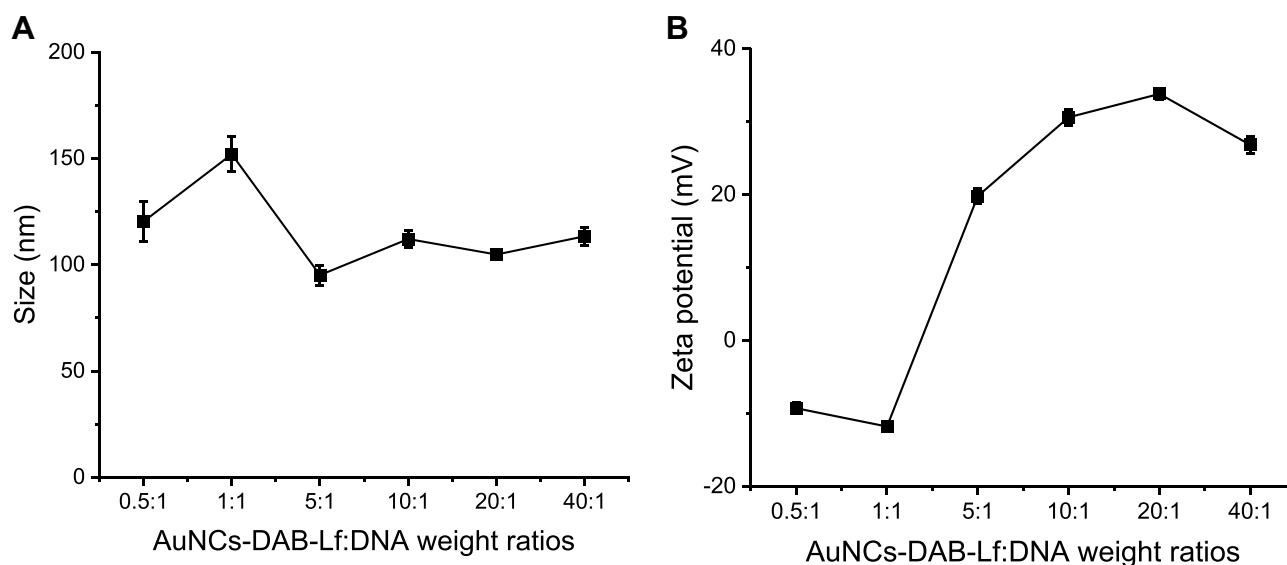 A
200
150
100
50
0
Size (nm)
0.5:1 1:1 5:1 10:1 20:1 40:1
AuNCs-DAB-Lf:DNA weight ratios
B
40
20
0
-20
Zeta potential (mV)
0.5:1 1:1 5:1 10:1 20:1 40:1
AuNCs-DAB-Lf:DNA weight ratios